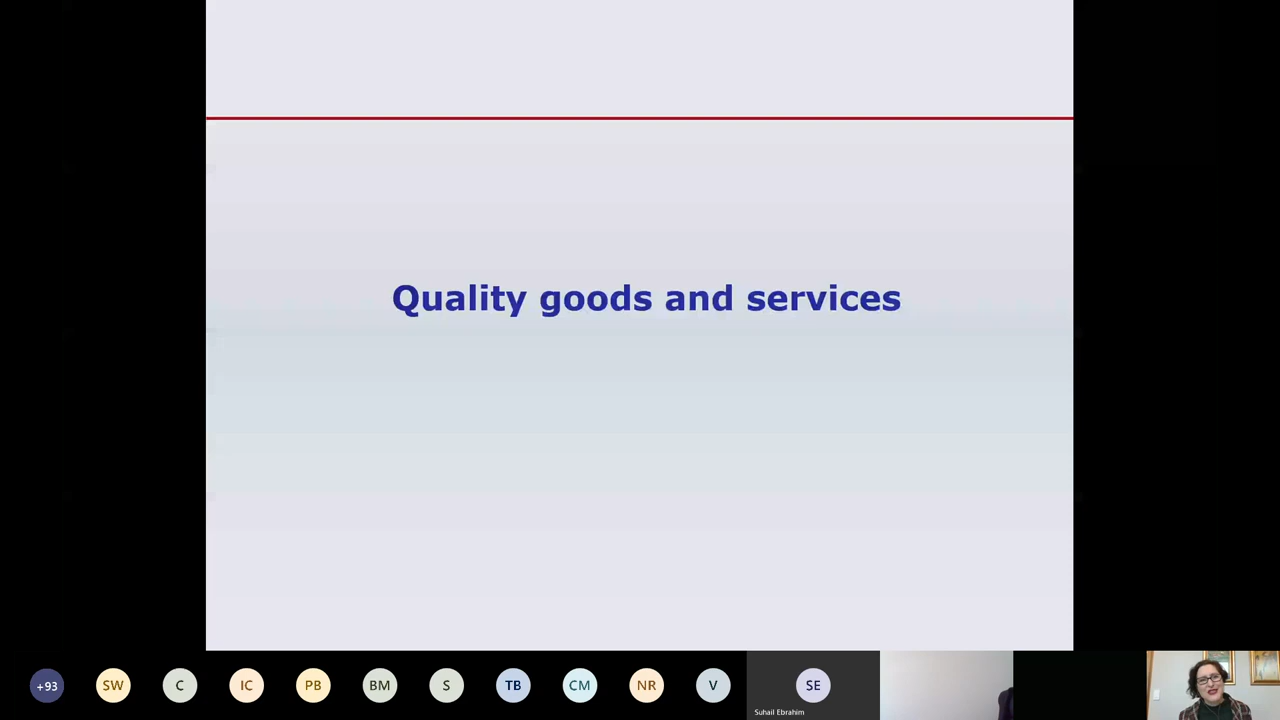 Quality goods and services
+93
SW
C
IC
PB
BM
S
TB
CM
NR
V
SE
Suhail Ebrahim